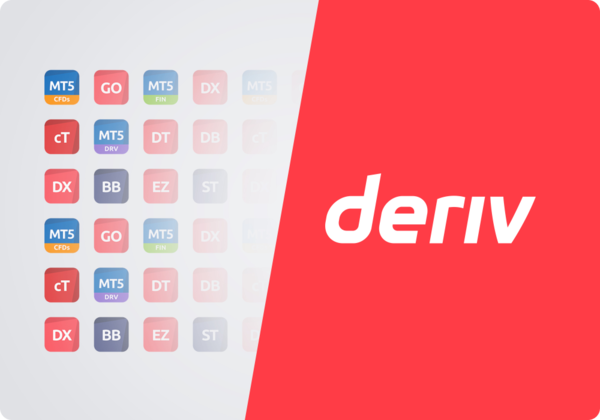 MT5 GO MT5 DX MT5
CFDs FIN
cT MT5 DT DB cT
DRV
DX BB EZ ST
MT5 GO MT5 DX
CFDs FIN
cT MT5 DT DB
DRV
DX BB EZ ST
deriv